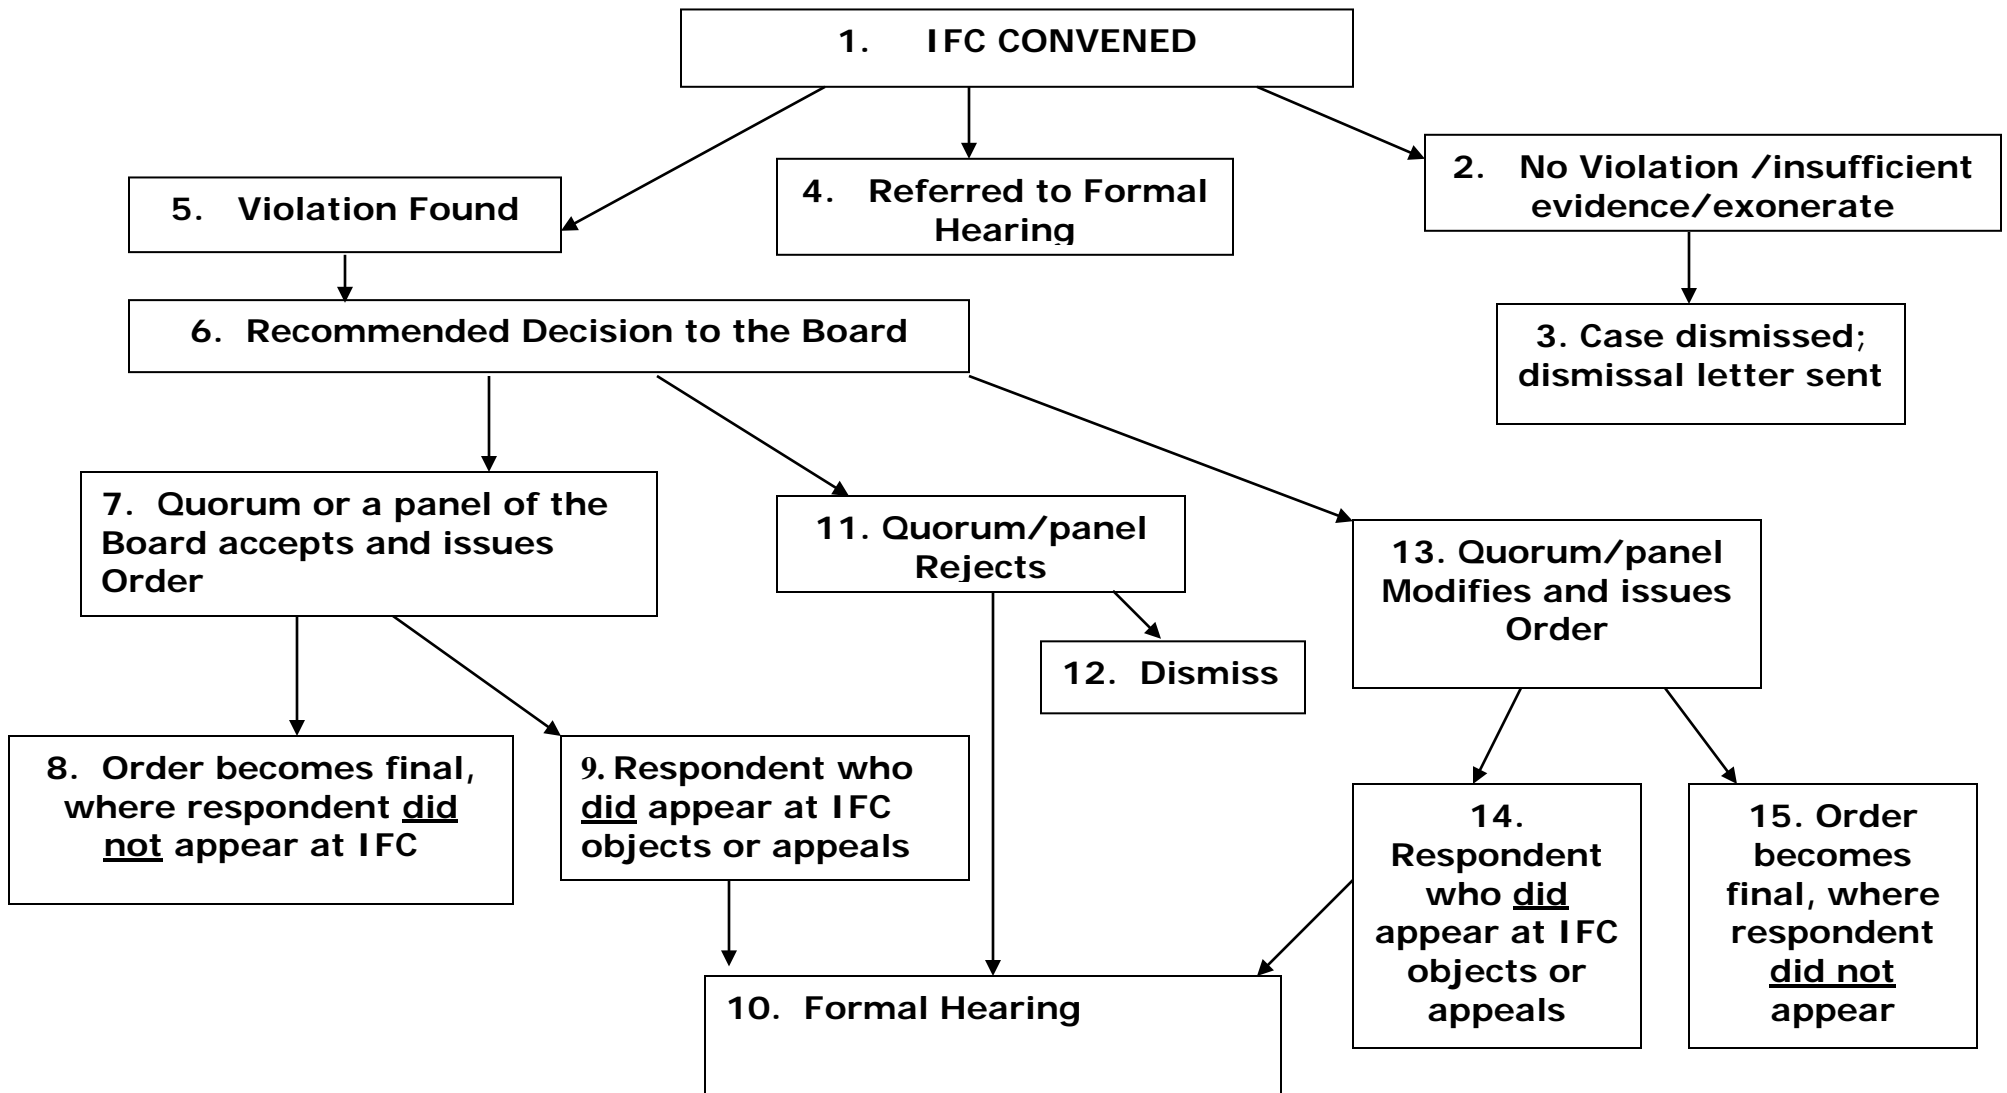 1. IFC CONVENED
2. No Violation /insufficient
evidence/exonerate
3. Case dismissed;
dismissal letter sent
4. Referred to Formal
Hearing
5. Violation Found
6. Recommended Decision to the Board
7. Quorum or a panel of the
Board accepts and issues
Order
8. Order becomes final,
where respondent did
not appear at IFC
9. Respondent who
did appear at IFC
objects or appeals
10. Formal Hearing
11. Quorum/panel
Rejects
12. Dismiss
13. Quorum/panel
Modifies and issues
Order
14.
Respondent
who did
appear at IFC
objects or
appeals
15. Order
becomes
final, where
respondent
did not
appear